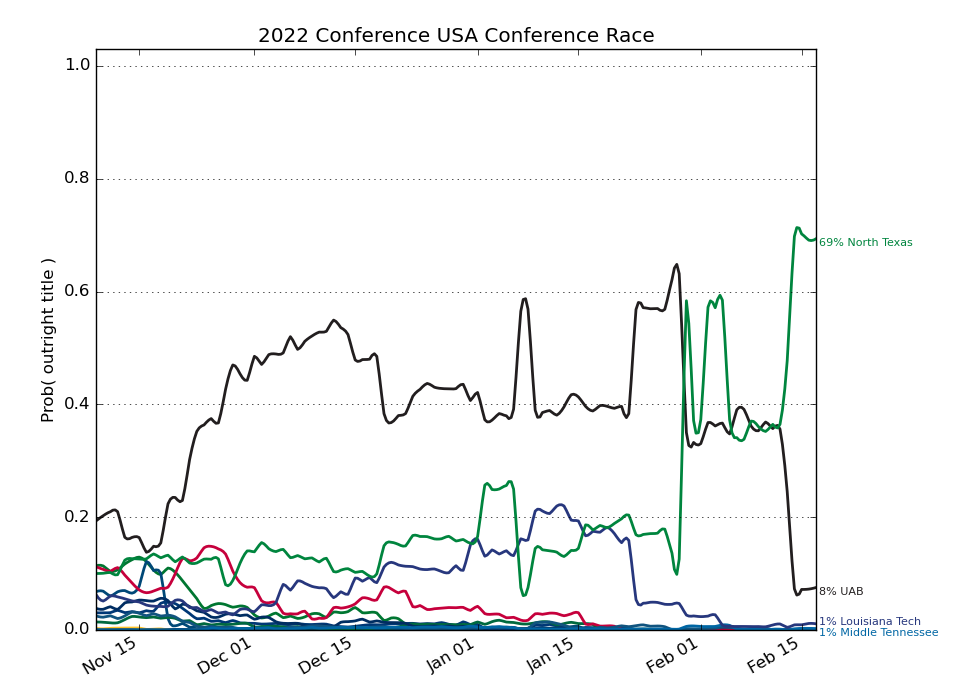 2022 Conference USA Conference Race
1.0
0.8
0.6
0.4
0.2
0.0
Prob( outright title )
Nov 15
Dec 01
Dec 15
Jan 01
Jan 15
Feb 01
Feb 15
69% North Texas
8% UAB
1% Louisiana Tech
1% Middle Tennessee